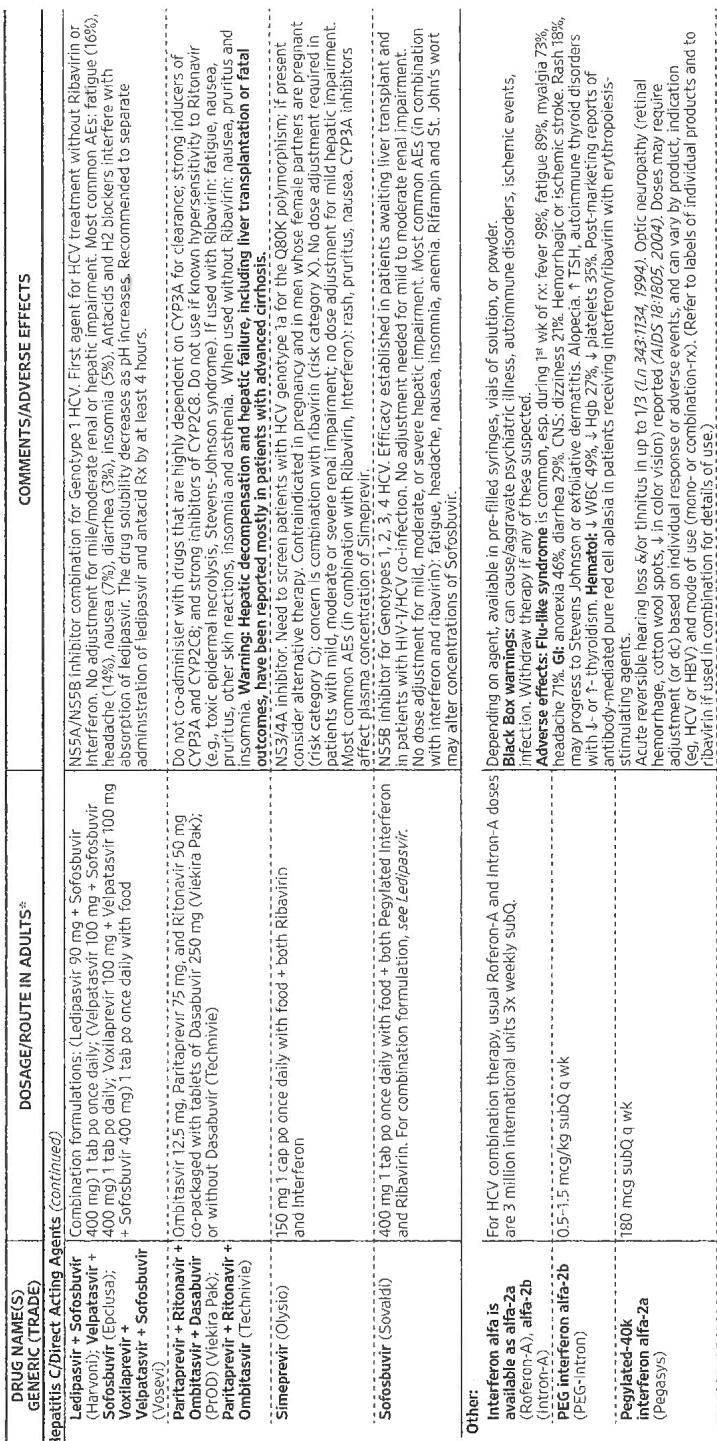 DRUG NAME(S)
GENERIC (TRADE)
DOSAGE/ROUTE IN ADULTS*
COMMENTS/ADVERSE EFFECTS
Hepatitis C/Direct Acting Agents (continued)
Ledipasvir + Sofosbuvir
(Harvoni); Velpatasvir +
Sofosbuvir (Epclusa);
Voxilaprevir +
Velpatasvir + Sofosbuvir
(Vosevi)
Combination formulations: (Ledipasvir 90 mg + Sofosbuvir
400 mg) 1 tab po once daily; (Velpatasvir 100 mg + Sofosbuvir
400 mg) 1 tab po daily; Voxilaprevir 100 mg + Velpatasvir 100 mg
+ Sofosbuvir 400 mg) 1 tab po once daily with food
NS5A/NS5B inhibitor combination for Genotype 1 HCV. First agent for HCV treatment without Ribavirin or
Interferon. No adjustment for mile/moderate renal or hepatic impairment. Most common AEs: fatigue (16%),
headache (14%), nausea (7%), diarrhea (3%), insomnia (5%). Antacids and H2 blockers interfere with
absorption of ledipasvir. The drug solubility decreases as pH increases. Recommended to separate
administration of ledipasvir and antacid Rx by at least 4 hours.
Paritaprevir + Ritonavir +
Ombitasvir + Dasabuvir
(PrOD) (Viekira Pak);
Paritaprevir + Ritonavir +
Ombitasvir (Technivie)
Ombitasvir 12.5 mg, Paritaprevir 75 mg, and Ritonavir 50 mg
co-packaged with tablets of Dasabuvir 250 mg (Viekira Pak);
or without Dasabuvir (Technivie)
Do not co-administer with drugs that are highly dependent on CYP3A for clearance; strong inducers of
CYP3A and CYP2C8; and strong inhibitors of CYP2C8. Do not use if known hypersensitivity to Ritonavir
(e.g., toxic epidermal necrolysis, Stevens-Johnson syndrome). If used with Ribavirin: fatigue, nausea,
pruritus, other skin reactions, insomnia and asthenia. When used without Ribavirin: nausea, pruritus and
insomnia. Warning: Hepatic decompensation and hepatic failure, including liver transplantation or fatal
outcomes, have been reported mostly in patients with advanced cirrhosis.
Simeprevir (Olysio)
150 mg 1 cap po once daily with food + both Ribavirin
and Interferon
NS3/4A inhibitor. Need to screen patients with HCV genotype 1a for the Q80K polymorphism; if present
consider alternative therapy. Contraindicated in pregnancy and in men whose female partners are pregnant
(risk category C); concern is combination with ribavirin (risk category X). No dose adjustment required in
patients with mild, moderate or severe renal impairment; no dose adjustment for mild hepatic impairment.
Most common AEs (in combination with Ribavirin, Interferon): rash, pruritus, nausea. CYP3A inhibitors
affect plasma concentration of Simeprevir.
Sofosbuvir (Sovaldi)
400 mg 1 tab po once daily with food + both Pegylated Interferon
and Ribavirin. For combination formulation, see Ledipasvir.
NS5B inhibitor for Genotypes 1, 2, 3, 4 HCV. Efficacy established in patients awaiting liver transplant and
in patients with HIV-1/HCV co-infection. No adjustment needed for mild to moderate renal impairment.
No dose adjustment for mild, moderate, or severe hepatic impairment. Most common AEs (in combination
with interferon and ribavirin): fatigue, headache, nausea, insomnia, anemia. Rifampin and St. John's wort
may alter concentrations of Sofosbuvir.
Other:
Interferon alfa is
available as alfa-2a
(Roferon-A), alfa-2b
(Intron-A)
For HCV combination therapy, usual Roferon-A and Intron-A doses
are 3 million international units 3x weekly subQ.
PEG interferon alfa-2b
(PEG-Intron)
0.5-1.5 mcg/kg subQ q wk
Pegylated-40k
interferon alfa-2a
(Pegasys)
180 mcg subQ q wk
Depending on agent, available in pre-filled syringes, vials of solution, or powder.
Black Box warnings: can cause/aggravate psychiatric illness, autoimmune disorders, ischemic events,
infection. Withdraw therapy if any of these suspected.
Adverse effects: Flu-like syndrome is common, esp. during 1st wk of rx: fever 98%, fatigue 89%, myalgia 73%,
headache 71%. GI: anorexia 46%, diarrhea 29%. CNS: dizziness 21%. Hemorrhagic or ischemic stroke. Rash 18%,
may progress to Stevens Johnson or exfoliative dermatitis. Alopecia. ↑ TSH, autoimmune thyroid disorders
with ↓- or ↑- thyroidism. Hematol: ↓ WBC 49%, ↓ Hgb 27%, ↓ platelets 35%. Post-marketing reports of
antibody-mediated pure red cell aplasia in patients receiving interferon/ribavirin with erythropoiesis-
stimulating agents.
Acute reversible hearing loss &/or tinnitus in up to 1/3 (Ln 343:1134, 1994). Optic neuropathy (retinal
hemorrhage, cotton wool spots, ↓ in color vision) reported (AIDS 18:1805, 2004). Doses may require
adjustment (or dc) based on individual response or adverse events, and can vary by product, indication
(eg, HCV or HBV) and mode of use (mono- or combination-rx). (Refer to labels of individual products and to
ribavirin if used in combination for details of use.)